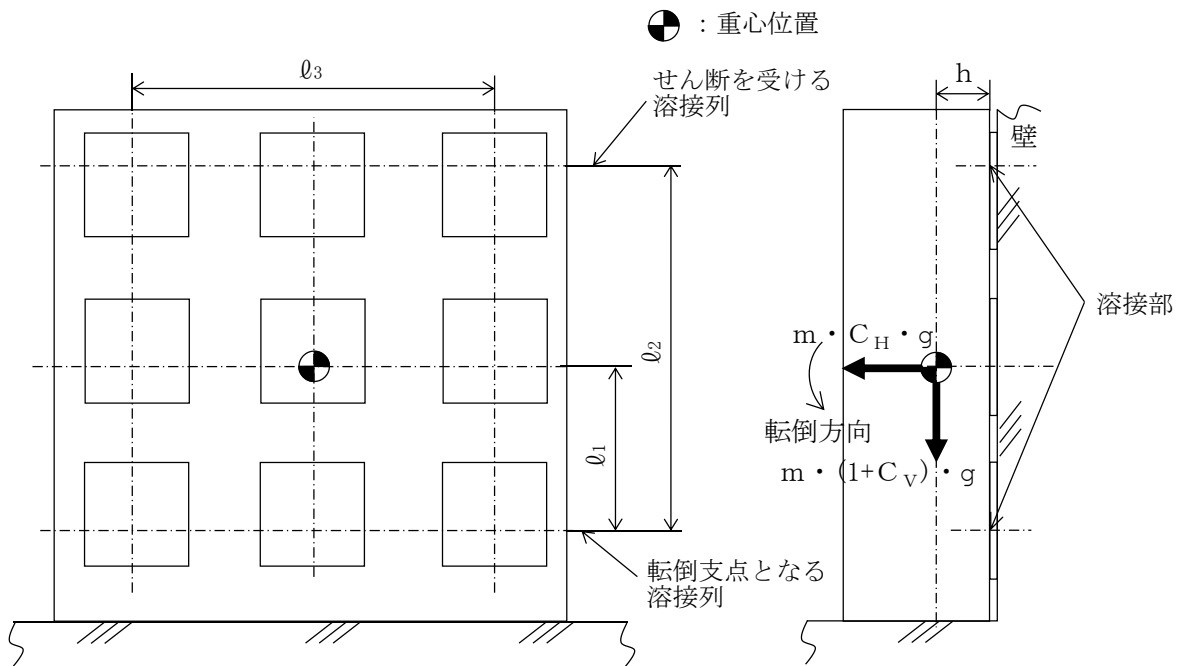 ：重心位置
ℓ3
せん断を受ける
溶接列
h
壁
溶接部
m・CH・g
ℓ2
転倒方向
ℓ1
m・(1+CV)・g
転倒支点となる
溶接列